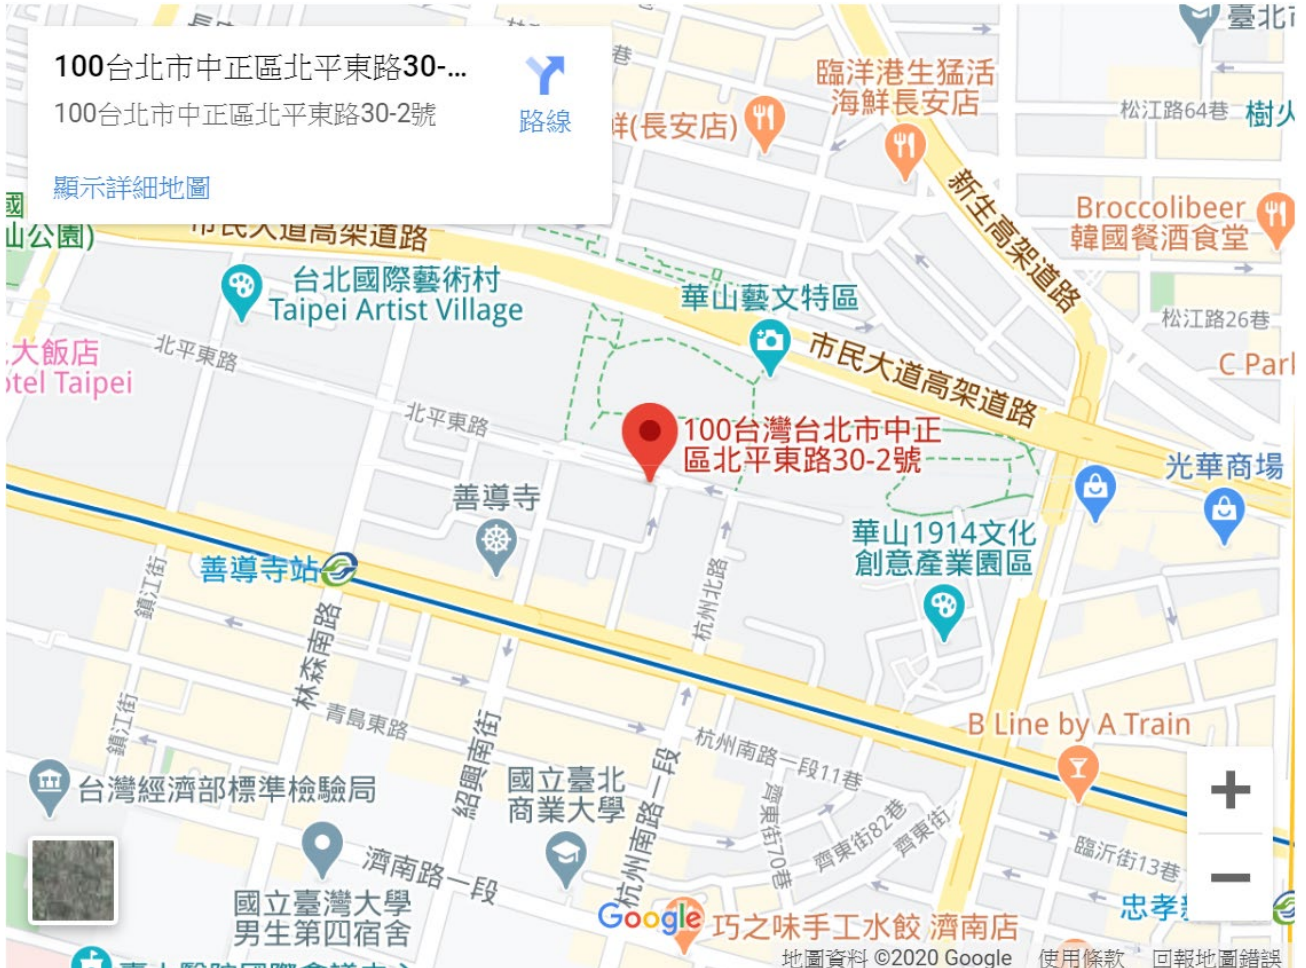 100台北市中正區北平東路30-...
100台北市中正區北平東路30-2號
路線
顯示詳細地圖
臺北市
臨洋港生猛活
海鮮長安店
鮮(長安店)
松江路64巷
樹火
新生高架道路
Broccolibeer
韓國餐酒食堂
市民大道高架道路
台北國際藝術村
Taipei Artist Village
華山藝文特區
松江路26巷
大飯店
otel Taipei
北平東路
市民大道高架道路
C Park
北平東路
100台灣台北市中正
區北平東路30-2號
光華商場
善導寺
華山1914文化
創意產業園區
善導寺站
鎮江街
杭州北路
林森南路
鎮江街
青島東路
紹興南街
B Line by A Train
杭州南路一段11巷
杭州南路一段
台灣經濟部標準檢驗局
國立臺北
商業大學
齊東街70巷
齊東街82巷
齊東街
臨沂街13巷
濟南路一段
國立臺灣大學
男生第四宿舍
Google
巧之味手工水餃 濟南店
忠孝新
地圖資料 ©2020 Google
使用條款
回報地圖錯誤